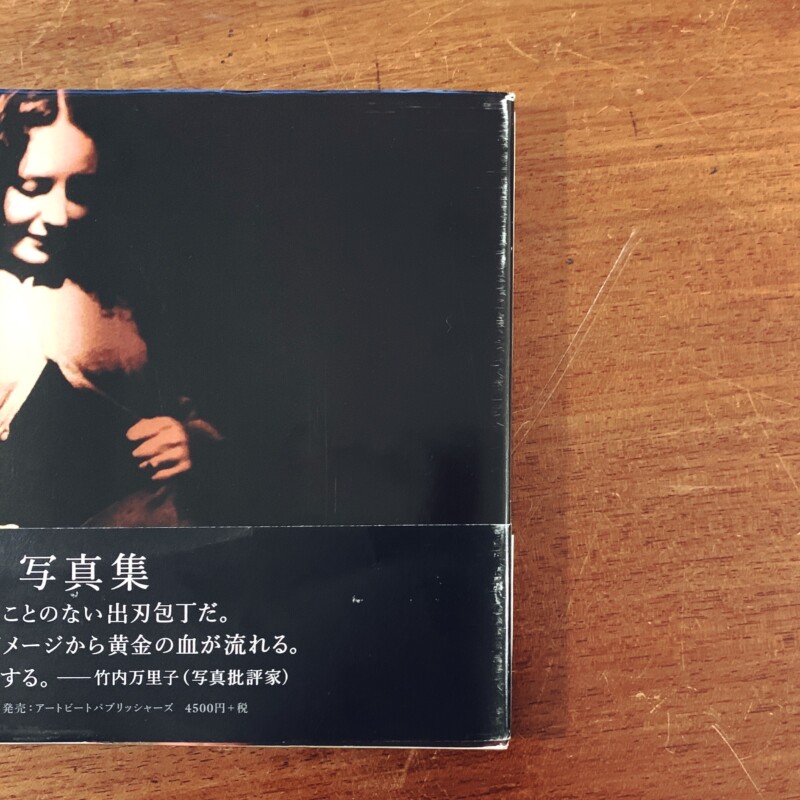 写真集
ことのない出刃包丁だ。
メージから黄金の血が流れる。
する。――竹内万里子（写真批評家）
発売：アートビートパブリッシャーズ 4500円+税